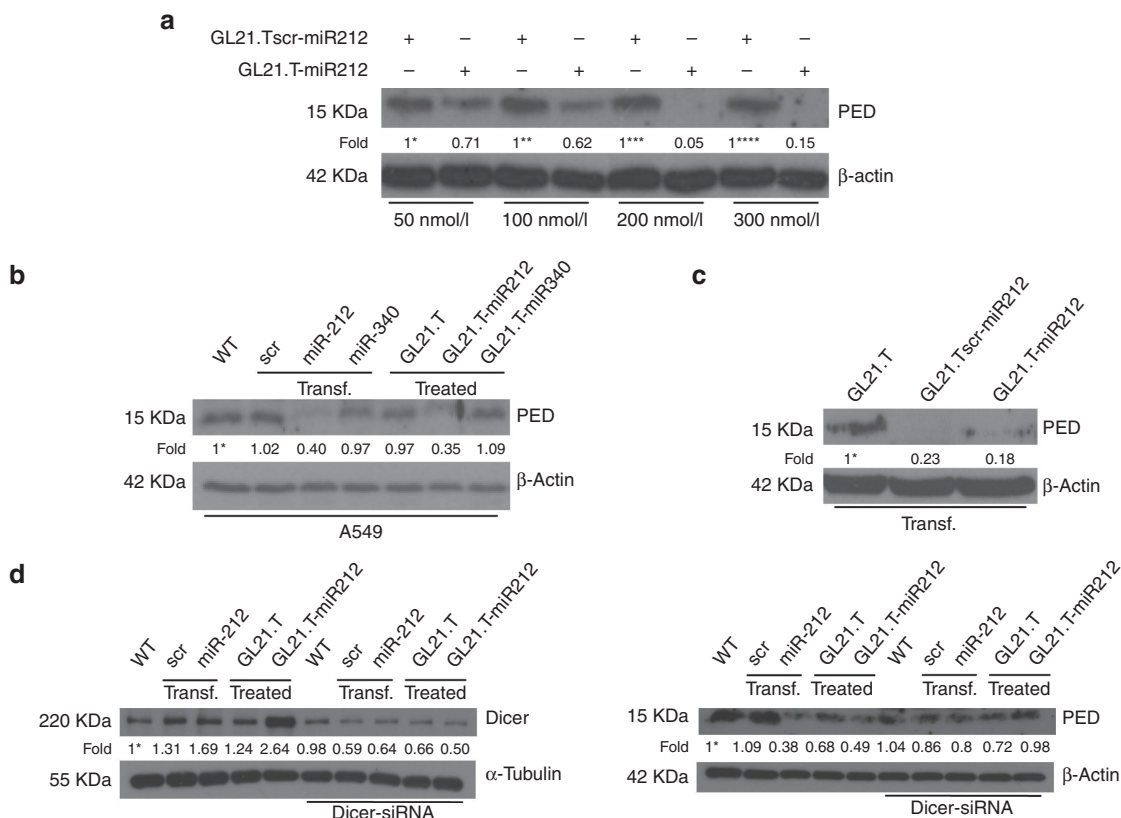 a
GL21.Tscr-miR212 + – + – + – + –
GL21.T-miR212 – + – + – + – +
15 KDa PED
Fold 1* 0.71 1** 0.62 1*** 0.05 1**** 0.15
42 KDa β-actin
50 nmol/l 100 nmol/l 200 nmol/l 300 nmol/l
b
WT scr miR-212 miR-340 GL21.T GL21.T-miR212 GL21.T-miR340
Transf. Treated
15 KDa PED
Fold 1* 1.02 0.40 0.97 0.97 0.35 1.09
42 KDa β-Actin
A549
c
GL21.T GL21.Tscr-miR212 GL21.T-miR212
15 KDa PED
Fold 1* 0.23 0.18
42 KDa β-Actin
Transf.
d
WT scr miR-212 GL21.T GL21.T-miR212 WT scr miR-212 GL21.T GL21.T-miR212
Transf. Treated Transf. Treated
220 KDa Dicer
Fold 1* 1.31 1.69 1.24 2.64 0.98 0.59 0.64 0.66 0.50
55 KDa α-Tubulin
Dicer-siRNA
WT scr miR-212 GL21.T GL21.T-miR212 WT scr miR-212 GL21.T GL21.T-miR212
Transf. Treated Transf. Treated
15 KDa PED
Fold 1* 1.09 0.38 0.68 0.49 1.04 0.86 0.8 0.72 0.98
42 KDa β-Actin
Dicer-siRNA